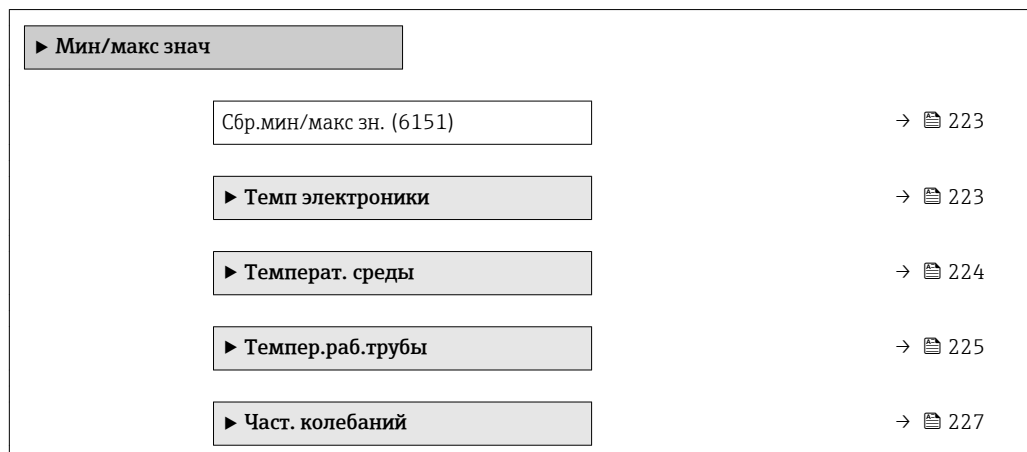 ▶ Мин/макс знач
Сбр.мин/макс зн. (6151) → 🖹 223
▶ Темп электроники → 🖹 223
▶ Температ. среды → 🖹 224
▶ Темпер.раб.трубы → 🖹 225
▶ Част. колебаний → 🖹 227